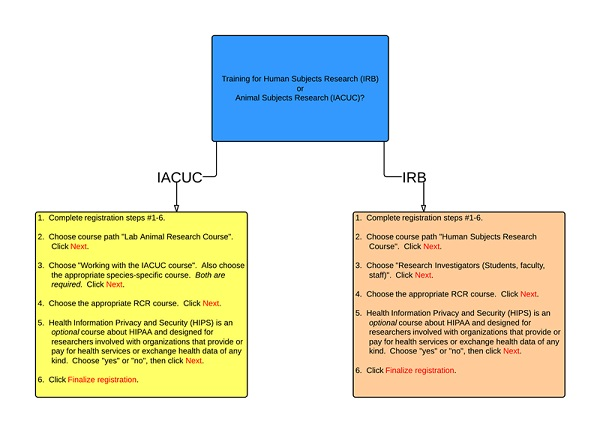 Training for Human Subjects Research (IRB)
or
Animal Subjects Research (IACUC)?
IACUC
IRB
1. Complete registration steps #1-6.
2. Choose course path "Lab Animal Research Course".
Click Next.
3. Choose "Working with the IACUC course". Also choose
the appropriate species-specific course. Both are
required. Click Next.
4. Choose the appropriate RCR course. Click Next.
5. Health Information Privacy and Security (HIPS) is an
optional course about HIPAA and designed for
researchers involved with organizations that provide or
pay for health services or exchange health data of any
kind. Choose "yes" or "no", then click Next.
6. Click Finalize registration.
1. Complete registration steps #1-6.
2. Choose course path "Human Subjects Research
Course". Click Next.
3. Choose "Research Investigators (Students, faculty,
staff)". Click Next.
4. Choose the appropriate RCR course. Click Next.
5. Health Information Privacy and Security (HIPS) is an
optional course about HIPAA and designed for
researchers involved with organizations that provide or
pay for health services or exchange health data of any
kind. Choose "yes" or "no", then click Next.
6. Click Finalize registration.